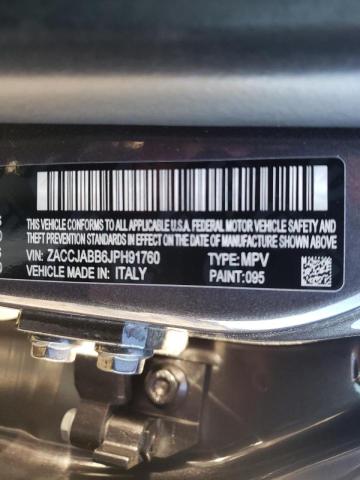 THIS VEHICLE CONFORMS TO ALL APPLICABLE U.S.A. FEDERAL MOTOR VEHICLE SAFETY AND
THEFT PREVENTION STANDARDS IN EFFECT ON THE DATE OF MANUFACTURE SHOWN ABOVE.
VIN: ZACCJABB6JPH91760 TYPE: MPV
VEHICLE MADE IN: ITALY PAINT: 095